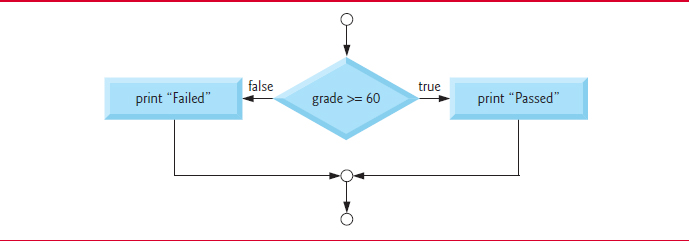 false
true
print “Failed”
grade >= 60
print “Passed”